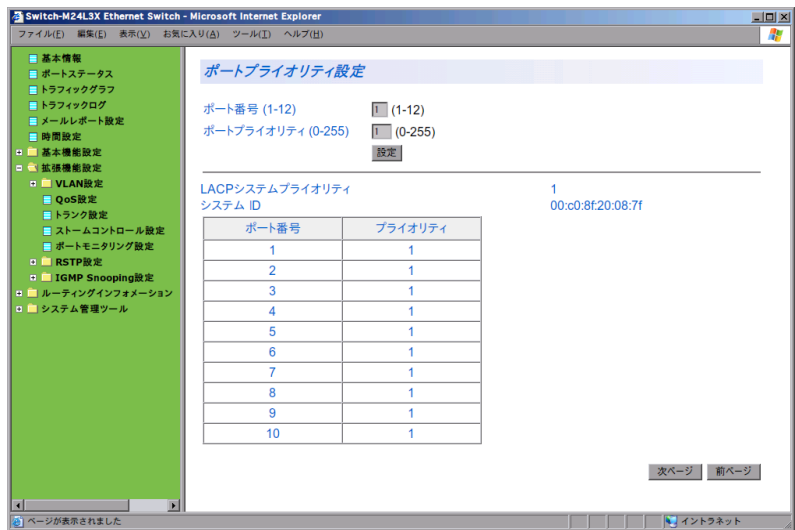 Switch-M24L3X Ethernet Switch - Microsoft Internet Explorer
ファイル(F) 編集(E) 表示(V) お気に入り(A) ツール(T) ヘルプ(H)
基本情報
ポートステータス
トラフィックグラフ
トラフィックログ
メールレポート設定
時間設定
基本機能設定
拡張機能設定
VLAN設定
QoS設定
トランク設定
ストームコントロール設定
ポートモニタリング設定
RSTP設定
IGMP Snooping設定
ルーティングインフォメーション
システム管理ツール
ポートプライオリティ設定
ポート番号 (1-12) 1 (1-12)
ポートプライオリティ (0-255) 1 (0-255)
設定
LACPシステムプライオリティ 1
システム ID 00:c0:8f:20:08:7f
ポート番号 プライオリティ
1 1
2 1
3 1
4 1
5 1
6 1
7 1
8 1
9 1
10 1
次ページ 前ページ
ページが表示されました イントラネット